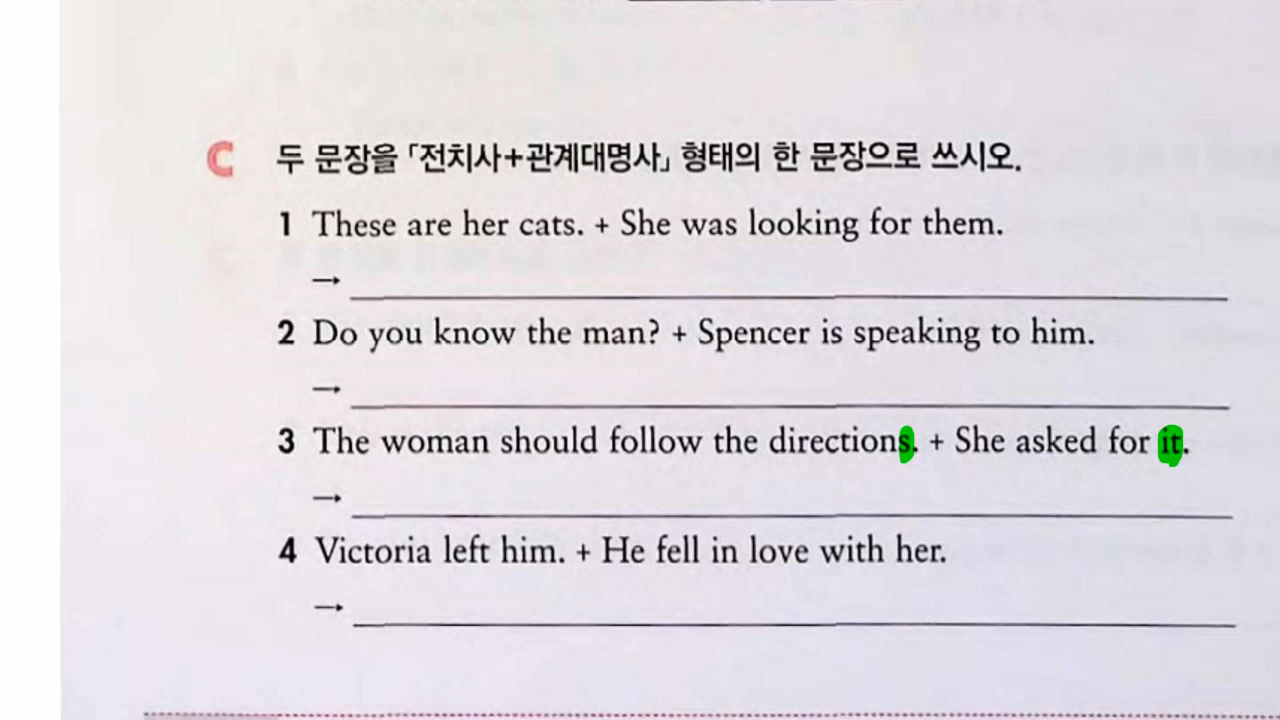 C 두 문장을 「전치사+관계대명사」 형태의 한 문장으로 쓰시오.
1 These are her cats. + She was looking for them.
→
2 Do you know the man? + Spencer is speaking to him.
→
3 The woman should follow the directions. + She asked for it.
→
4 Victoria left him. + He fell in love with her.
→